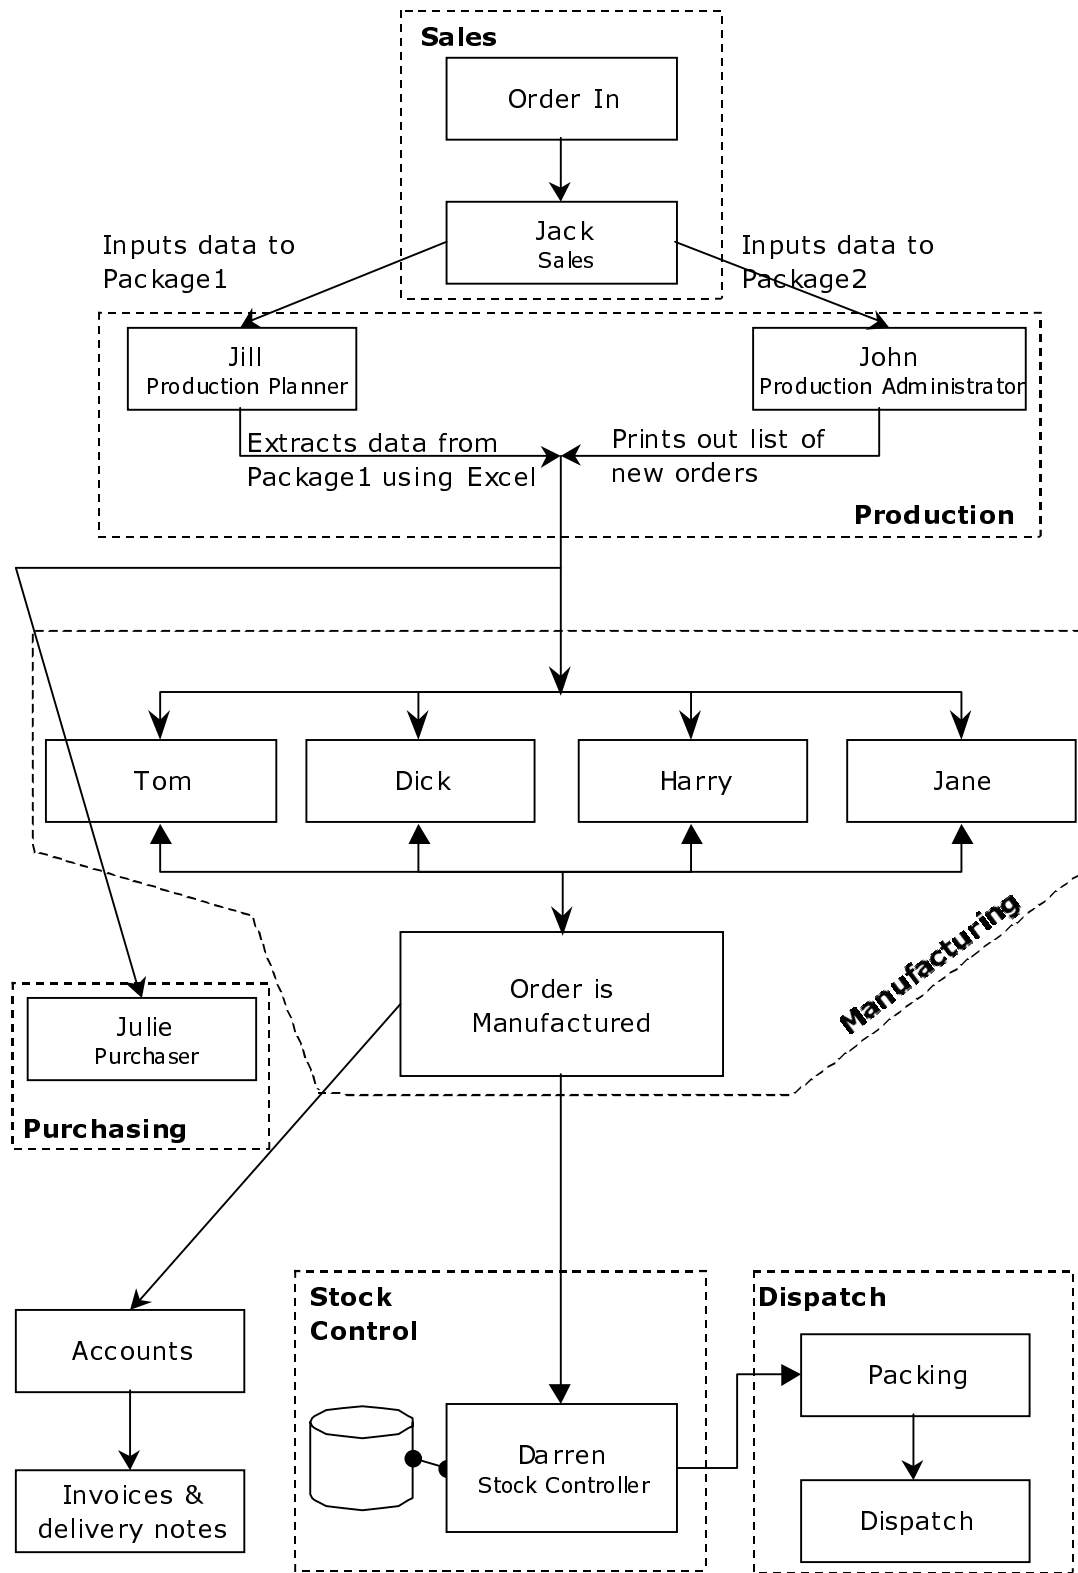 Sales
Order In
Jack
Sales
Inputs data to
Package1
Inputs data to
Package2
Jill
Production Planner
John
Production Administrator
Extracts data from
Package1 using Excel
Prints out list of
new orders
Production
Tom
Dick
Harry
Jane
Order is
Manufactured
Manufacturing
Julie
Purchaser
Purchasing
Accounts
Invoices &
delivery notes
Stock
Control
Darren
Stock Controller
Dispatch
Packing
Dispatch